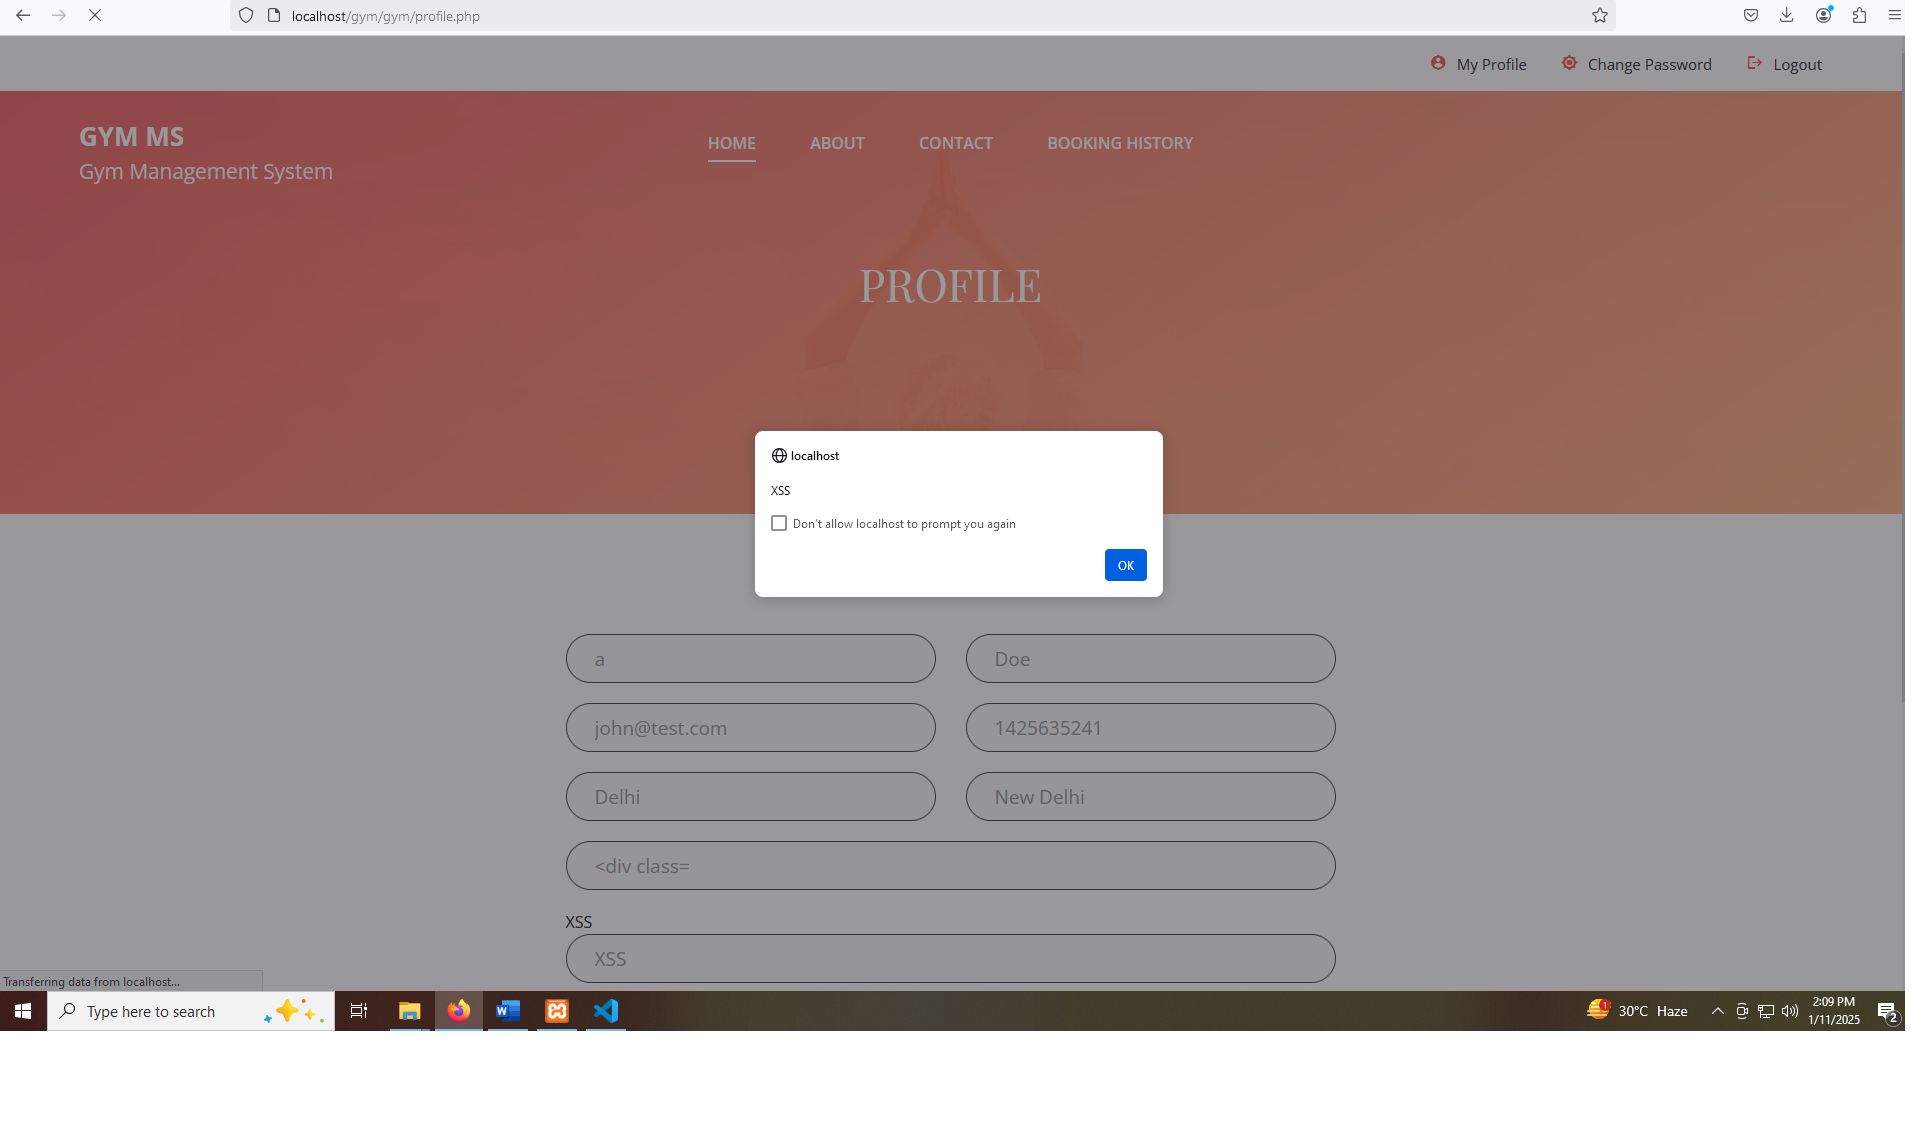 localhost/gym/gym/profile.php
My Profile
Change Password
Logout
GYM MS
Gym Management System
HOME
ABOUT
CONTACT
BOOKING HISTORY
PROFILE
localhost
XSS
Don't allow localhost to prompt you again
OK
a
Doe
john@test.com
1425635241
Delhi
New Delhi
<div class=
XSS
XSS
Transferring data from localhost...
Type here to search
1
30°C Haze
2:09 PM
1/11/2025
2